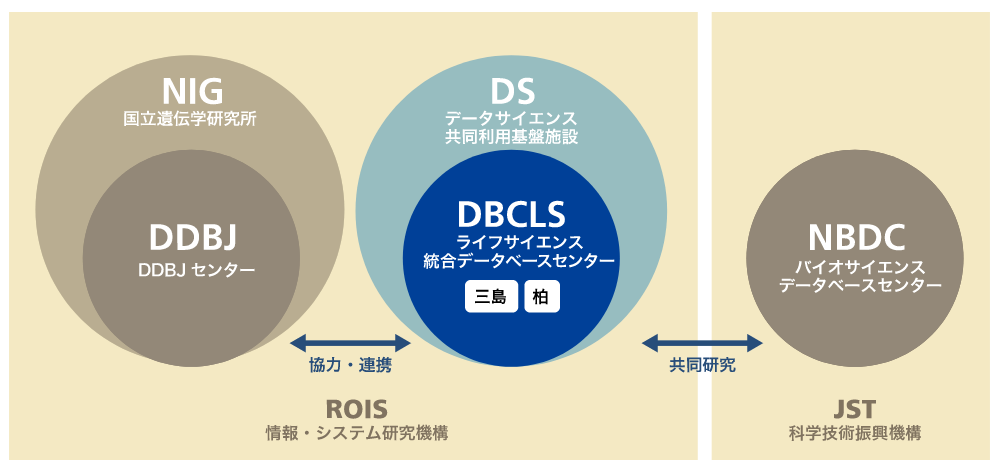 NIG
国立遺伝学研究所
DDBJ
DDBJ センター
DS
データサイエンス
共同利用基盤施設
DBCLS
ライフサイエンス
統合データベースセンター
三島
柏
NBDC
バイオサイエンス
データベースセンター
協力・連携
共同研究
ROIS
情報・システム研究機構
JST
科学技術振興機構